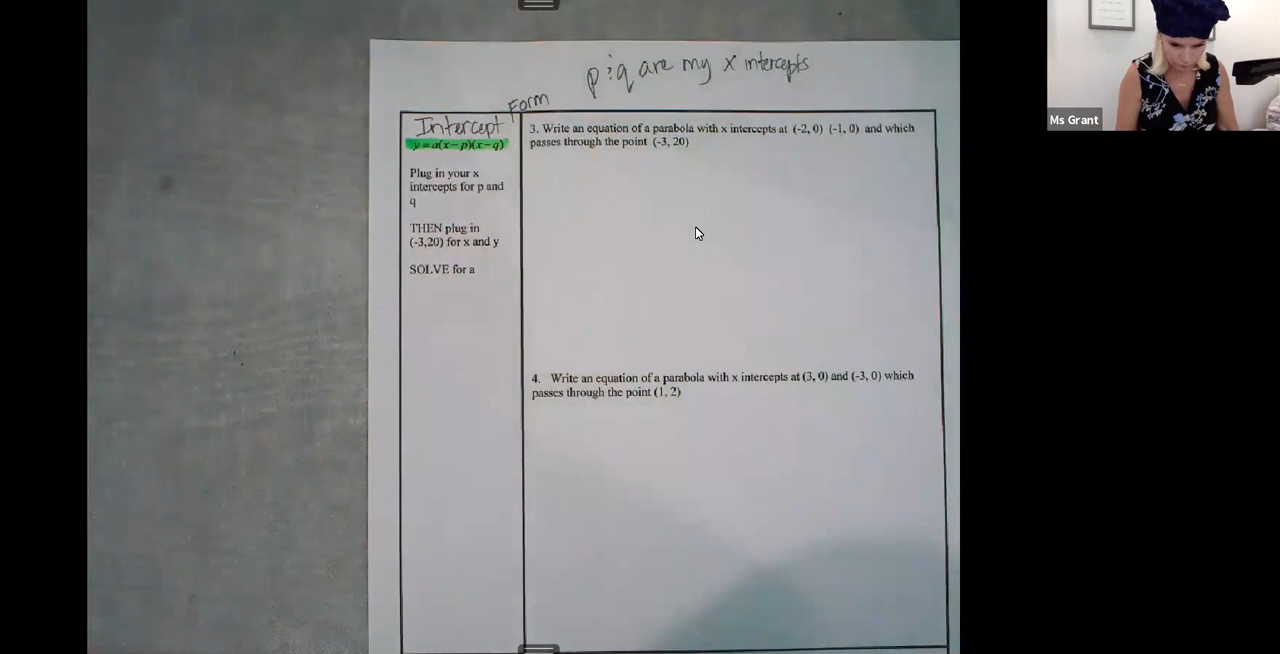 p & q are my x intercepts
Form
Intercept
y = a(x-p)(x-q)
Plug in your x
intercepts for p and
q
THEN plug in
(-3,20) for x and y
SOLVE for a
3. Write an equation of a parabola with x intercepts at (-2, 0) (-1, 0) and which
passes through the point (-3, 20)
4. Write an equation of a parabola with x intercepts at (3, 0) and (-3, 0) which
passes through the point (1, 2)
Ms Grant